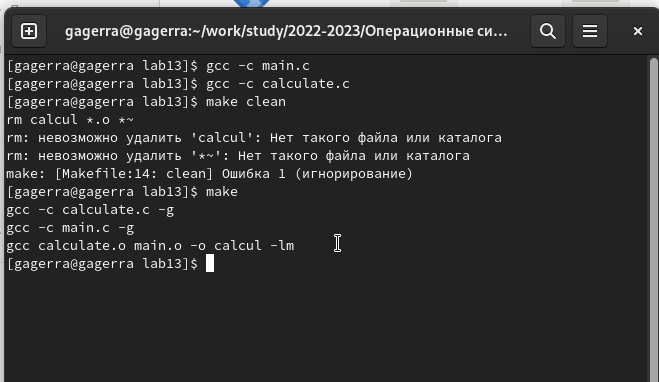 gagerra@gagerra:~/work/study/2022-2023/Операционные си...
[gagerra@gagerra lab13]$ gcc -c main.c
[gagerra@gagerra lab13]$ gcc -c calculate.c
[gagerra@gagerra lab13]$ make clean
rm calcul *.o *~
rm: невозможно удалить 'calcul': Нет такого файла или каталога
rm: невозможно удалить '*~': Нет такого файла или каталога
make: [Makefile:14: clean] Ошибка 1 (игнорирование)
[gagerra@gagerra lab13]$ make
gcc -c calculate.c -g
gcc -c main.c -g
gcc calculate.o main.o -o calcul -lm
[gagerra@gagerra lab13]$